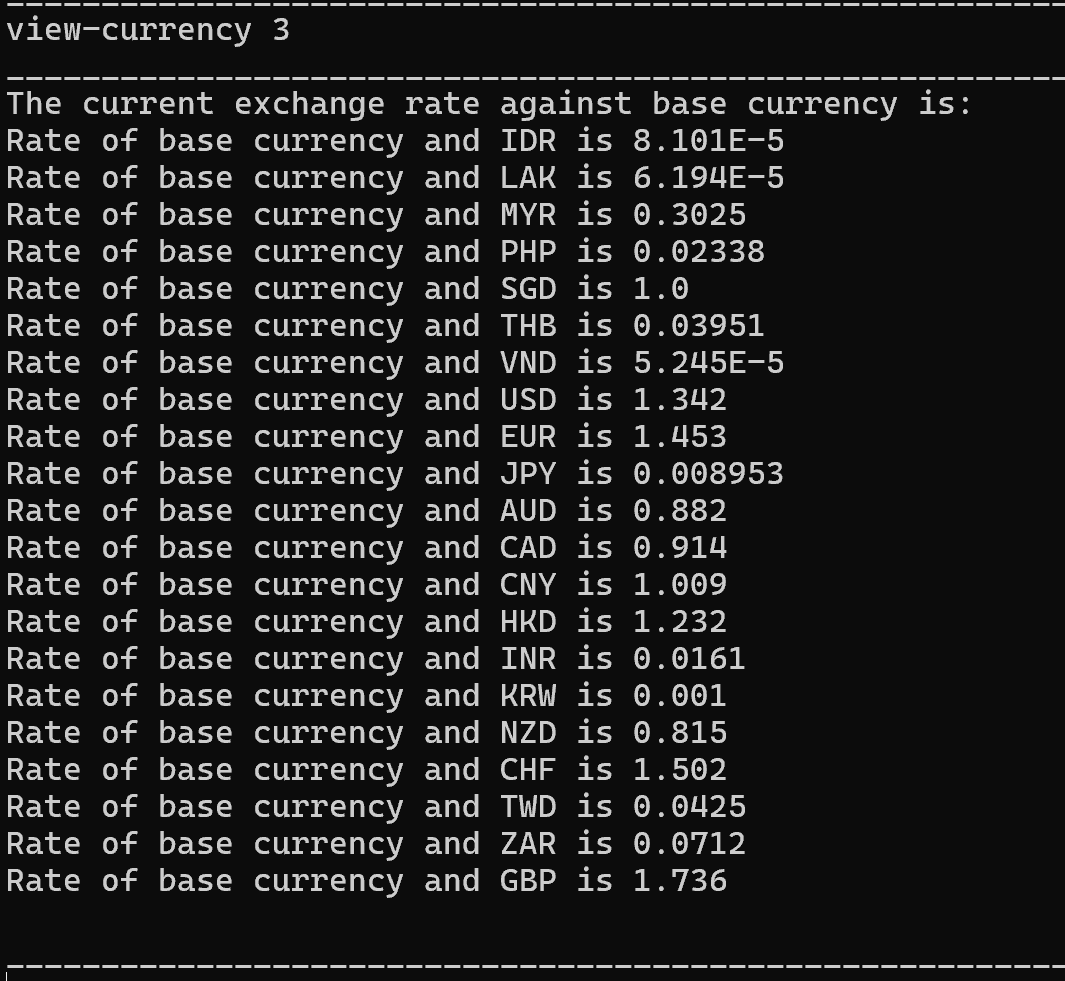 view-currency 3
The current exchange rate against base currency is:
Rate of base currency and IDR is 8.101E-5
Rate of base currency and LAK is 6.194E-5
Rate of base currency and MYR is 0.3025
Rate of base currency and PHP is 0.02338
Rate of base currency and SGD is 1.0
Rate of base currency and THB is 0.03951
Rate of base currency and VND is 5.245E-5
Rate of base currency and USD is 1.342
Rate of base currency and EUR is 1.453
Rate of base currency and JPY is 0.008953
Rate of base currency and AUD is 0.882
Rate of base currency and CAD is 0.914
Rate of base currency and CNY is 1.009
Rate of base currency and HKD is 1.232
Rate of base currency and INR is 0.0161
Rate of base currency and KRW is 0.001
Rate of base currency and NZD is 0.815
Rate of base currency and CHF is 1.502
Rate of base currency and TWD is 0.0425
Rate of base currency and ZAR is 0.0712
Rate of base currency and GBP is 1.736